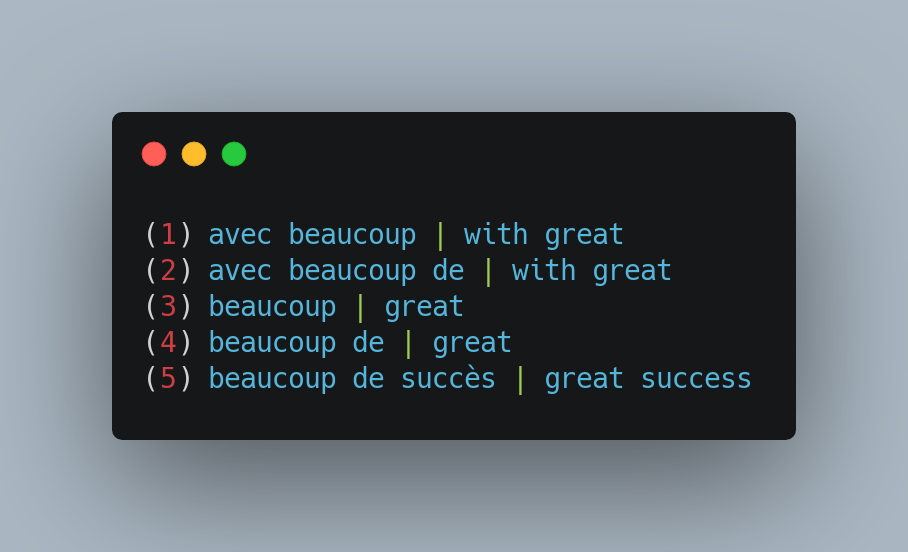 (1) avec beaucoup | with great
(2) avec beaucoup de | with great
(3) beaucoup | great
(4) beaucoup de | great
(5) beaucoup de succès | great success